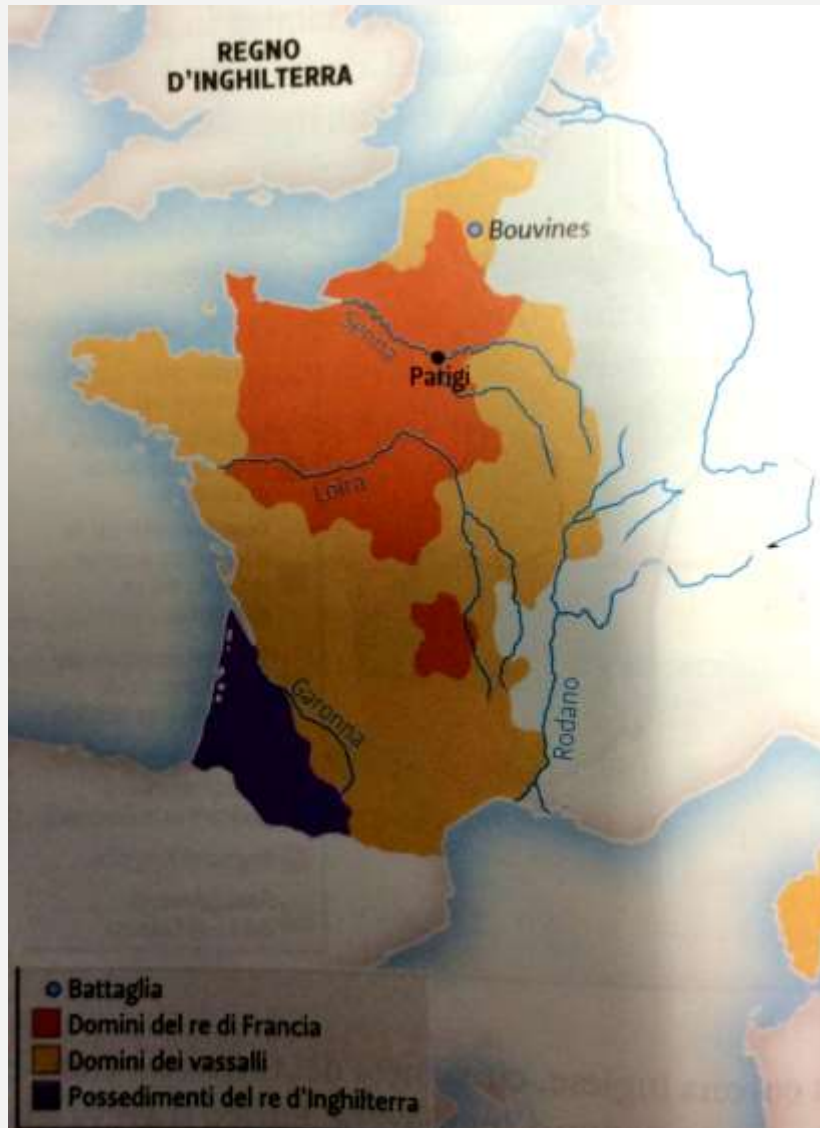 REGNO
D'INGHILTERRA
Bouvines
Senna
Parigi
Loira
Garonna
Rodano
Battaglia
Domini del re di Francia
Domini dei vassalli
Possedimenti del re d'Inghilterra